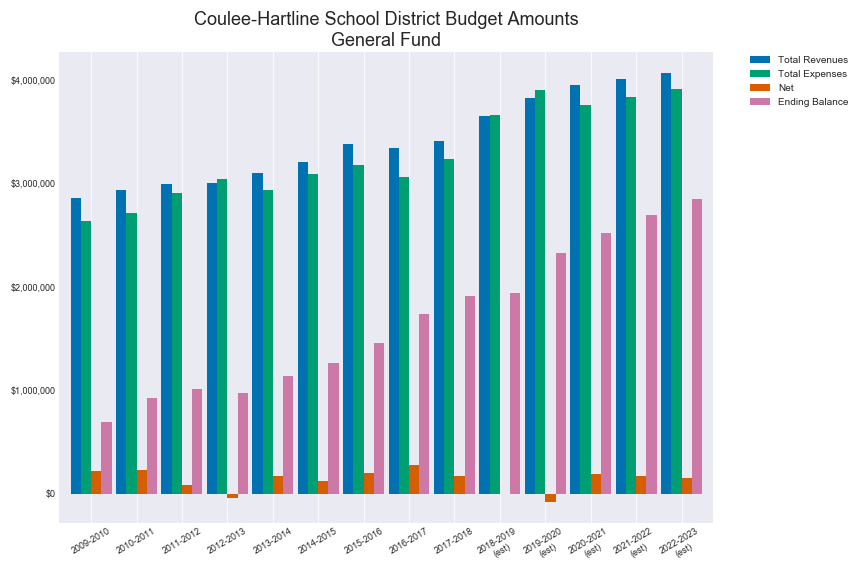 Coulee-Hartline School District Budget Amounts
General Fund
Total Revenues
Total Expenses
Net
Ending Balance
$4,000,000
$3,000,000
$2,000,000
$1,000,000
$0
2009-2010
2010-2011
2011-2012
2012-2013
2013-2014
2014-2015
2015-2016
2016-2017
2017-2018
2018-2019
(est)
2019-2020
(est)
2020-2021
(est)
2021-2022
(est)
2022-2023
(est)